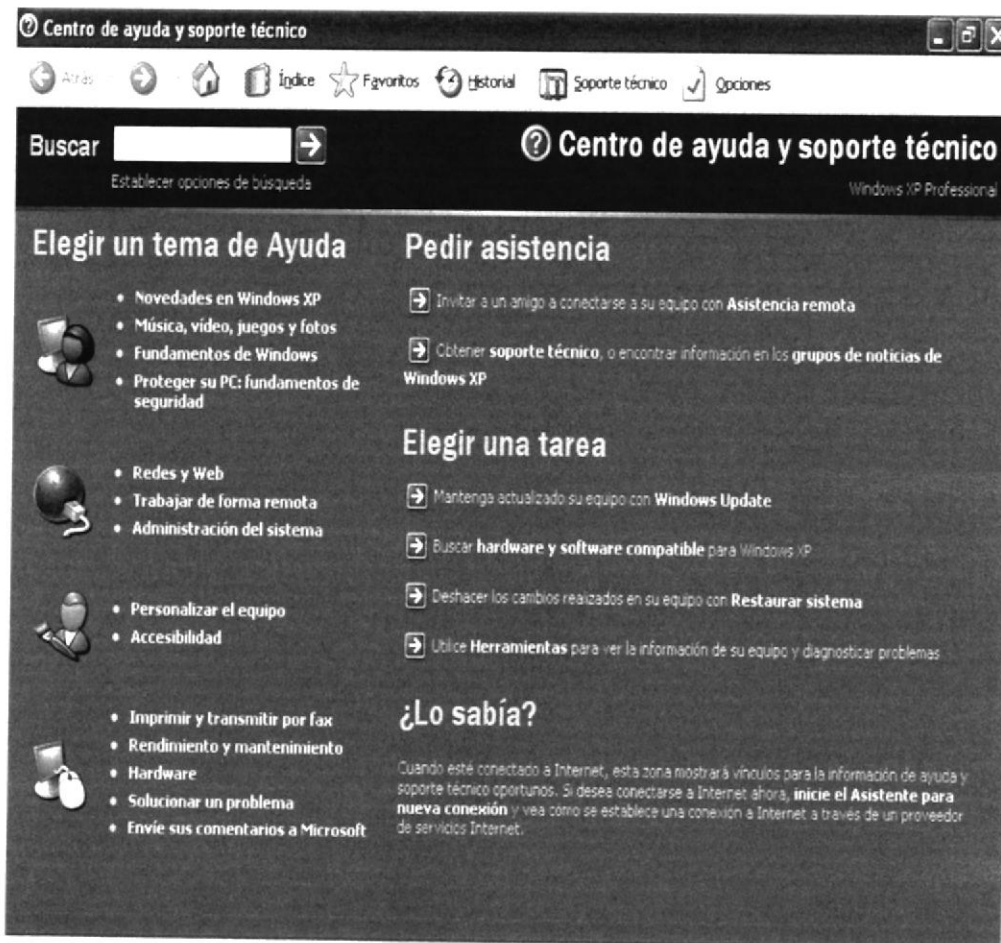 Centro de ayuda y soporte técnico
Atrás
Índice
Favoritos
Historial
Soporte técnico
Opciones
Buscar
Establecer opciones de búsqueda
Centro de ayuda y soporte técnico
Windows XP Professional
Elegir un tema de Ayuda
• Novedades en Windows XP
• Música, vídeo, juegos y fotos
• Fundamentos de Windows
• Proteger su PC: fundamentos de
seguridad
• Redes y Web
• Trabajar de forma remota
• Administración del sistema
• Personalizar el equipo
• Accesibilidad
• Imprimir y transmitir por fax
• Rendimiento y mantenimiento
• Hardware
• Solucionar un problema
• Envíe sus comentarios a Microsoft
Pedir asistencia
Invitar a un amigo a conectarse a su equipo con Asistencia remota
Obtener soporte técnico, o encontrar información en los grupos de noticias de
Windows XP
Elegir una tarea
Mantenga actualizado su equipo con Windows Update
Buscar hardware y software compatible para Windows XP
Deshacer los cambios realizados en su equipo con Restaurar sistema
Utilice Herramientas para ver la información de su equipo y diagnosticar problemas
¿Lo sabía?
Cuando esté conectado a Internet, esta zona mostrará vínculos para la información de ayuda y
soporte técnico oportunos. Si desea conectarse a Internet ahora, inicie el Asistente para
nueva conexión y vea cómo se establece una conexión a Internet a través de un proveedor
de servicios Internet.